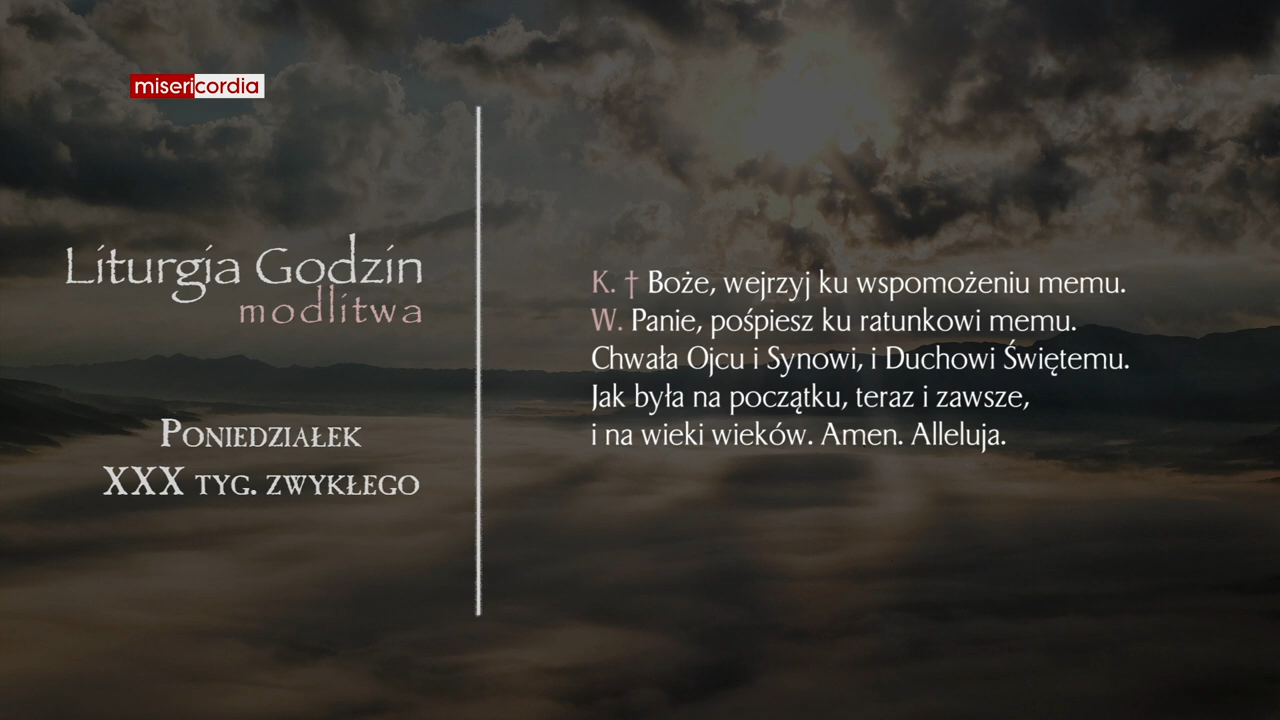 misericordia
Liturgia Godzin
modlitwa
Poniedziałek
XXX tyg. zwykłego
K. † Boże, wejrzyj ku wspomożeniu memu.
W. Panie, pośpiesz ku ratunkowi memu.
Chwała Ojcu i Synowi, i Duchowi Świętemu.
Jak była na początku, teraz i zawsze,
i na wieki wieków. Amen. Alleluja.